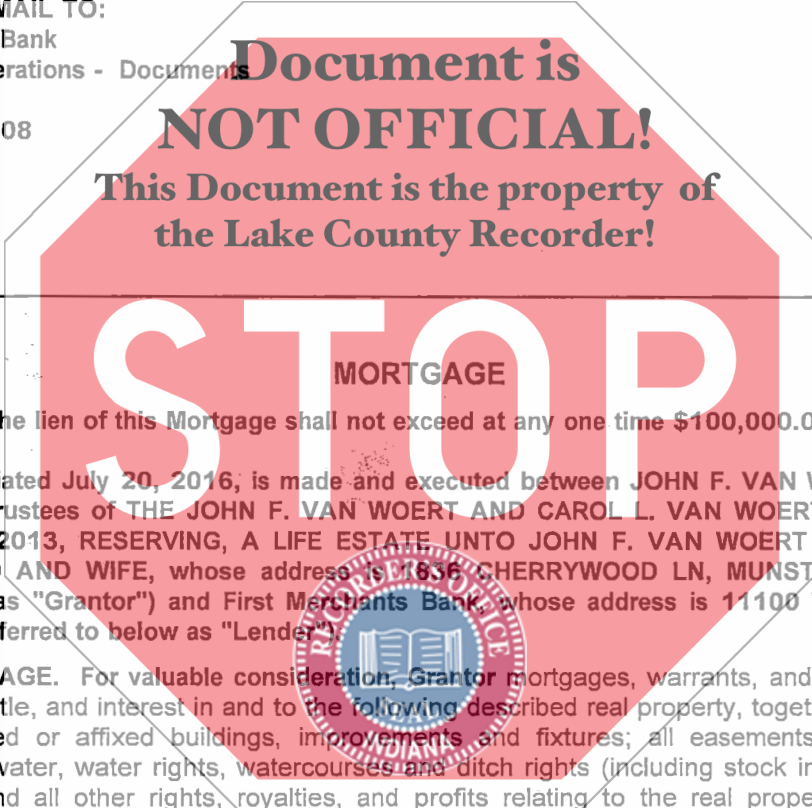 MAIL TO:
Bank
erations - Documents
08
Document is
NOT OFFICIAL!
This Document is the property of
the Lake County Recorder!
STOP
MORTGAGE
he lien of this Mortgage shall not exceed at any one time $100,000.0
ated July 20, 2016, is made and executed between JOHN F. VAN W
rustees of THE JOHN F. VAN WOERT AND CAROL L. VAN WOER
2013, RESERVING, A LIFE ESTATE UNTO JOHN F. VAN WOERT
AND WIFE, whose address is 1836 CHERRYWOOD LN, MUNST
as "Grantor") and First Merchants Bank, whose address is 11100
ferred to below as "Lender").
RECORDER'S OFFICE
SEAL
INDIANA
AGE. For valuable consideration, Grantor mortgages, warrants, and
tle, and interest in and to the following described real property, toget
ed or affixed buildings, improvements and fixtures; all easements
vater, water rights, watercourses and ditch rights (including stock in
nd all other rights, royalties, and profits relating to the real prope